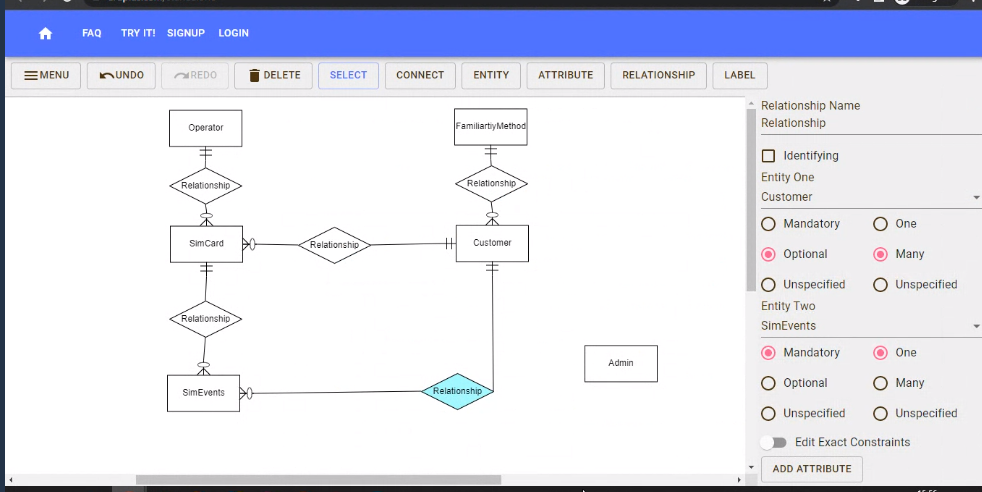 FAQ TRY IT! SIGNUP LOGIN
MENU UNDO REDO DELETE SELECT CONNECT ENTITY ATTRIBUTE RELATIONSHIP LABEL
Operator
FamiliartlyMethod
Relationship
Relationship
SimCard
Relationship
Customer
Relationship
Admin
SimEvents
Relationship
Relationship Name
Relationship
Identifying
Entity One
Customer
Mandatory One
Optional Many
Unspecified Unspecified
Entity Two
SimEvents
Mandatory One
Optional Many
Unspecified Unspecified
Edit Exact Constraints
ADD ATTRIBUTE